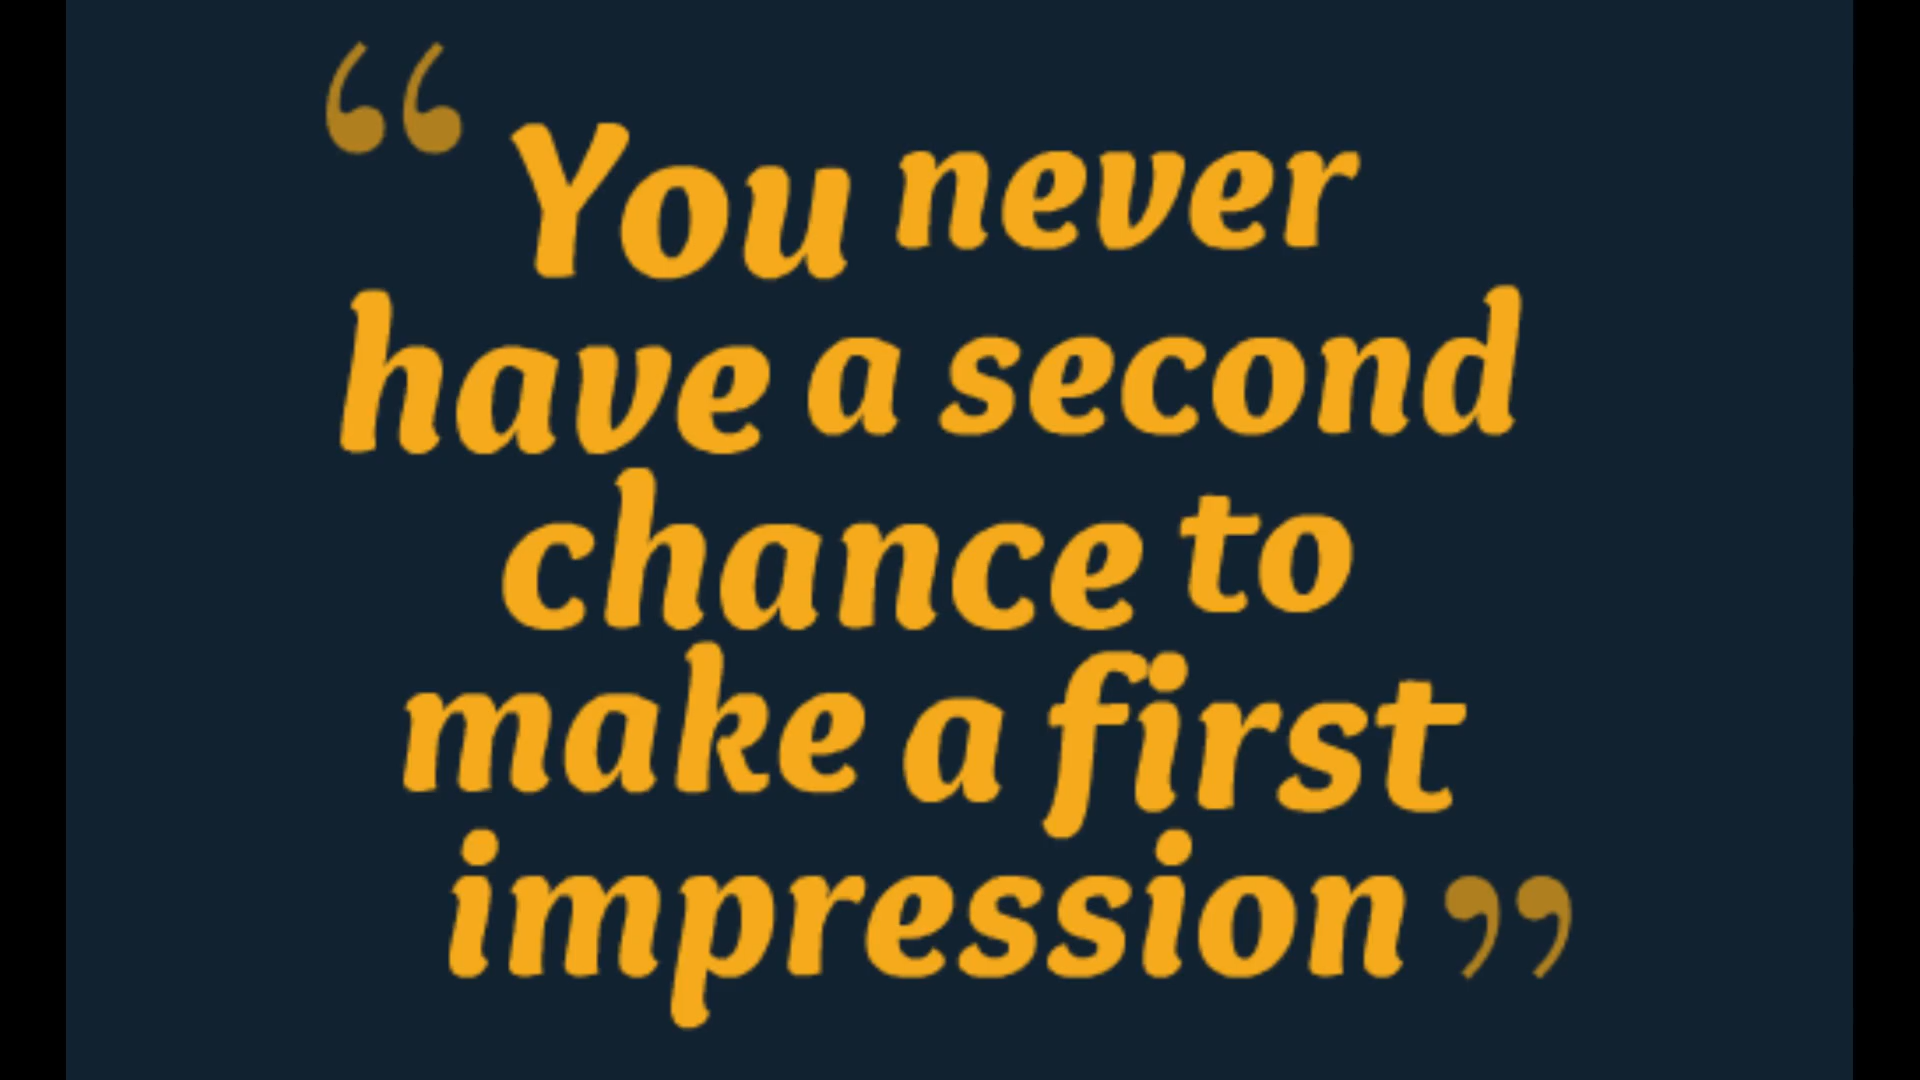 “You never
have a second
chance to
make a first
impression”